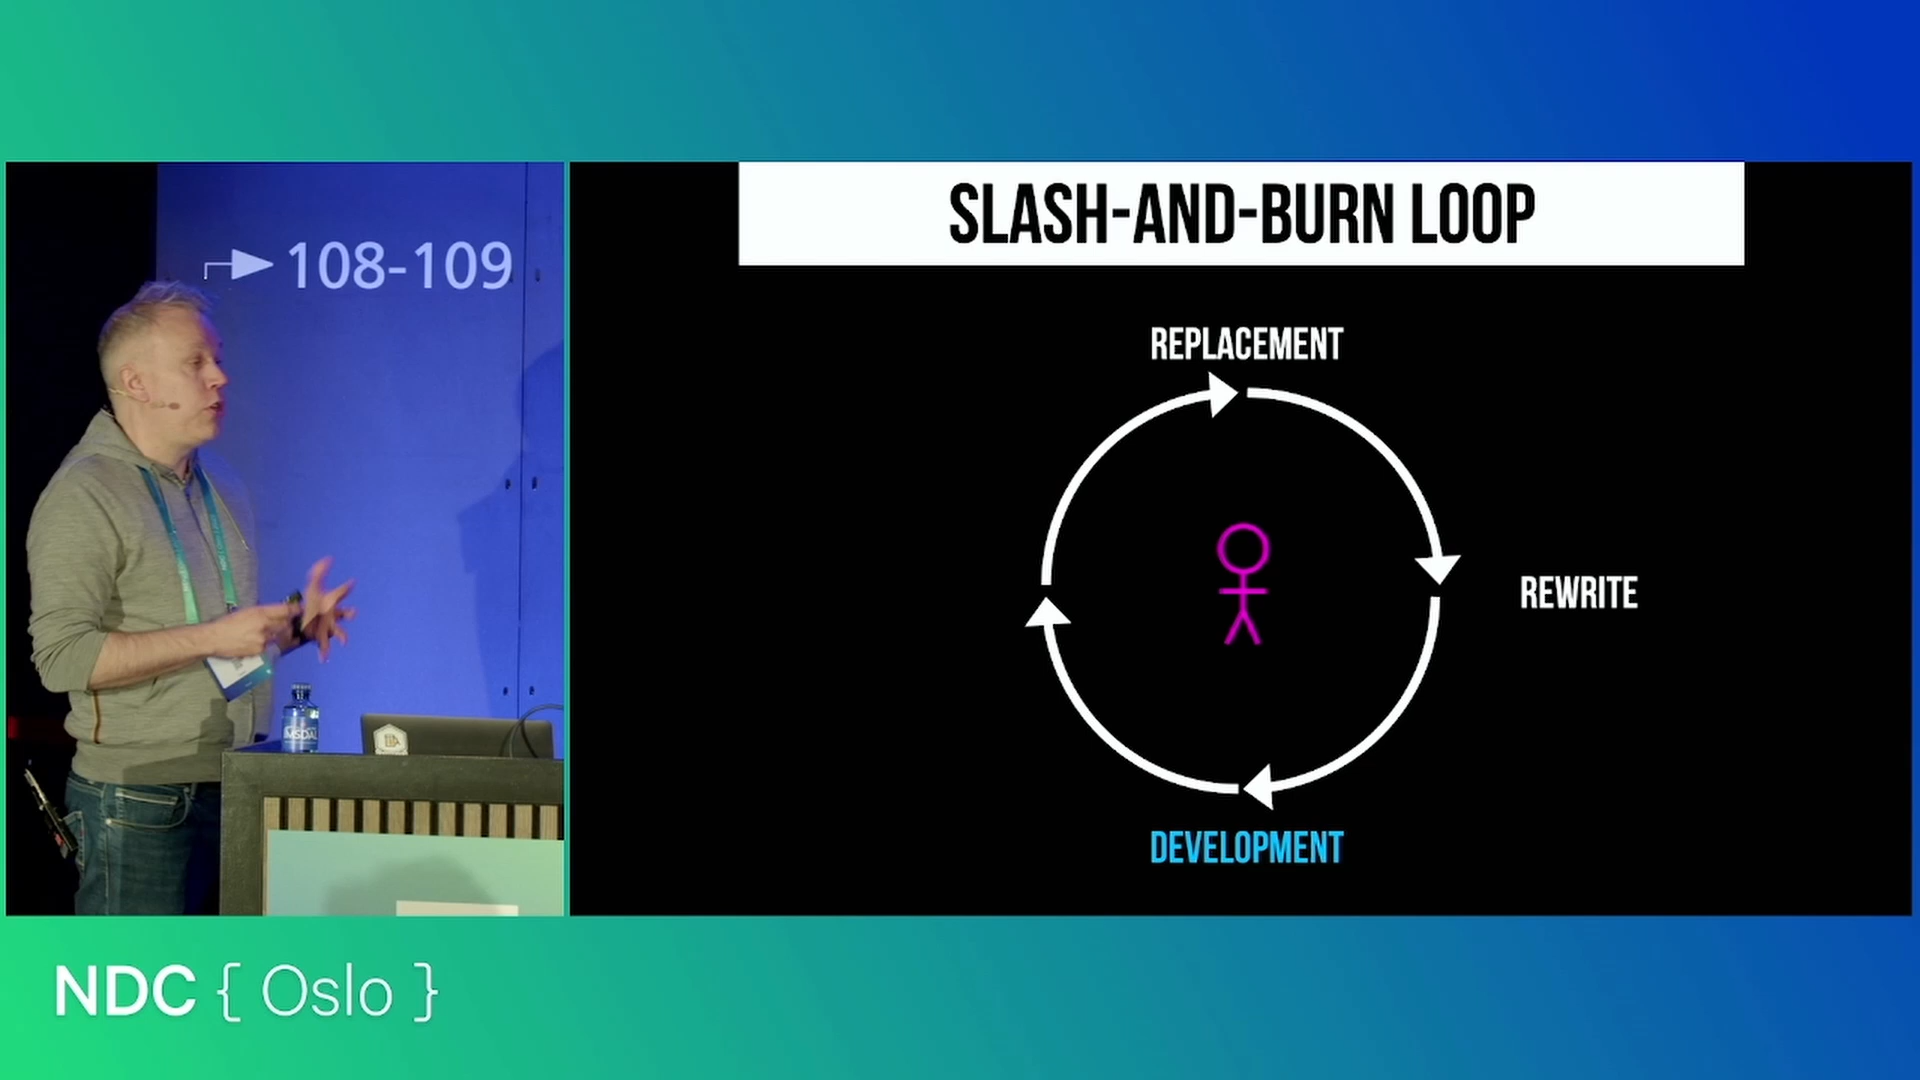 108-109
SLASH-AND-BURN LOOP
REPLACEMENT
REWRITE
DEVELOPMENT
NDC { Oslo }